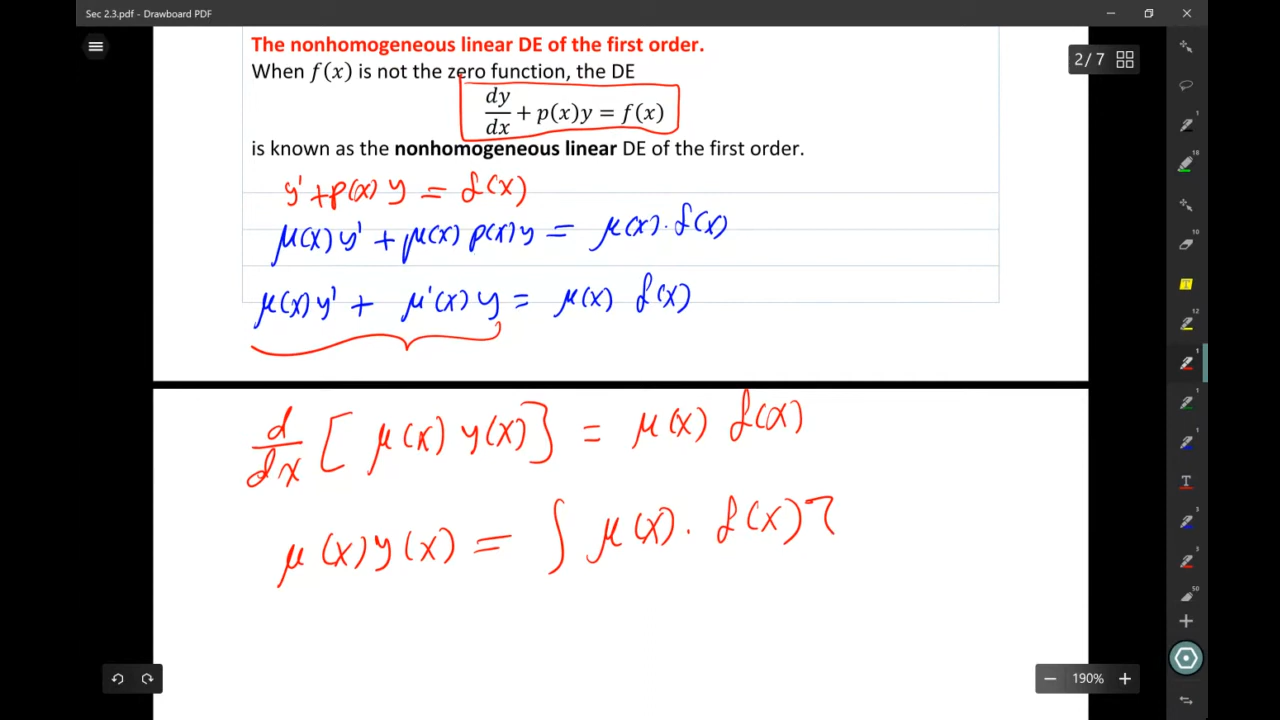 Sec 2.3.pdf - Drawboard PDF
The nonhomogeneous linear DE of the first order.
2 / 7
When f(x) is not the zero function, the DE
dy/dx + p(x)y = f(x)
is known as the nonhomogeneous linear DE of the first order.
y' + p(x) y = f(x)
μ(x) y' + μ(x) p(x) y = μ(x) · f(x)
μ(x) y' + μ'(x) y = μ(x) f(x)
d/dx [ μ(x) y(x) ] = μ(x) f(x)
μ(x) y(x) = ∫ μ(x) · f(x)
190%